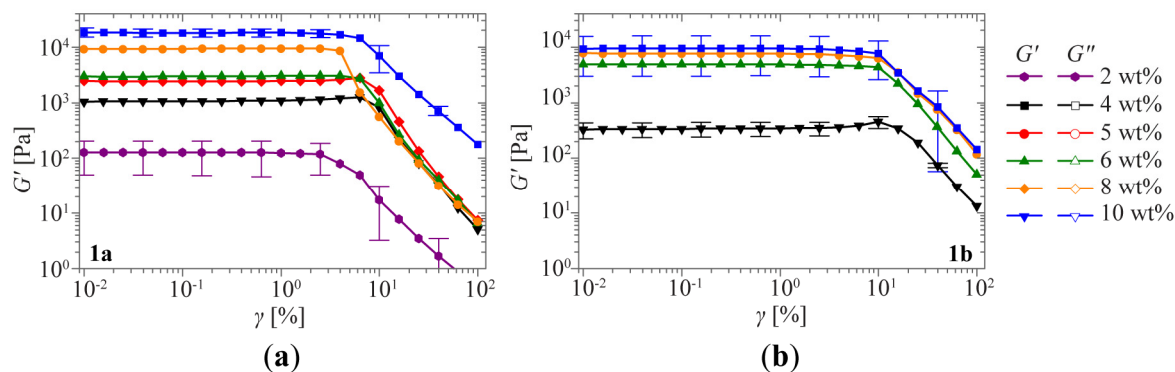 G′ [Pa]
10⁴
10³
10²
10¹
10⁰
1a
10⁻² 10⁻¹ 10⁰ 10¹ 10²
γ [%]
(a)
G′ [Pa]
10⁴
10³
10²
10¹
10⁰
1b
10⁻² 10⁻¹ 10⁰ 10¹ 10²
γ [%]
(b)
G′ G″
2 wt%
4 wt%
5 wt%
6 wt%
8 wt%
10 wt%